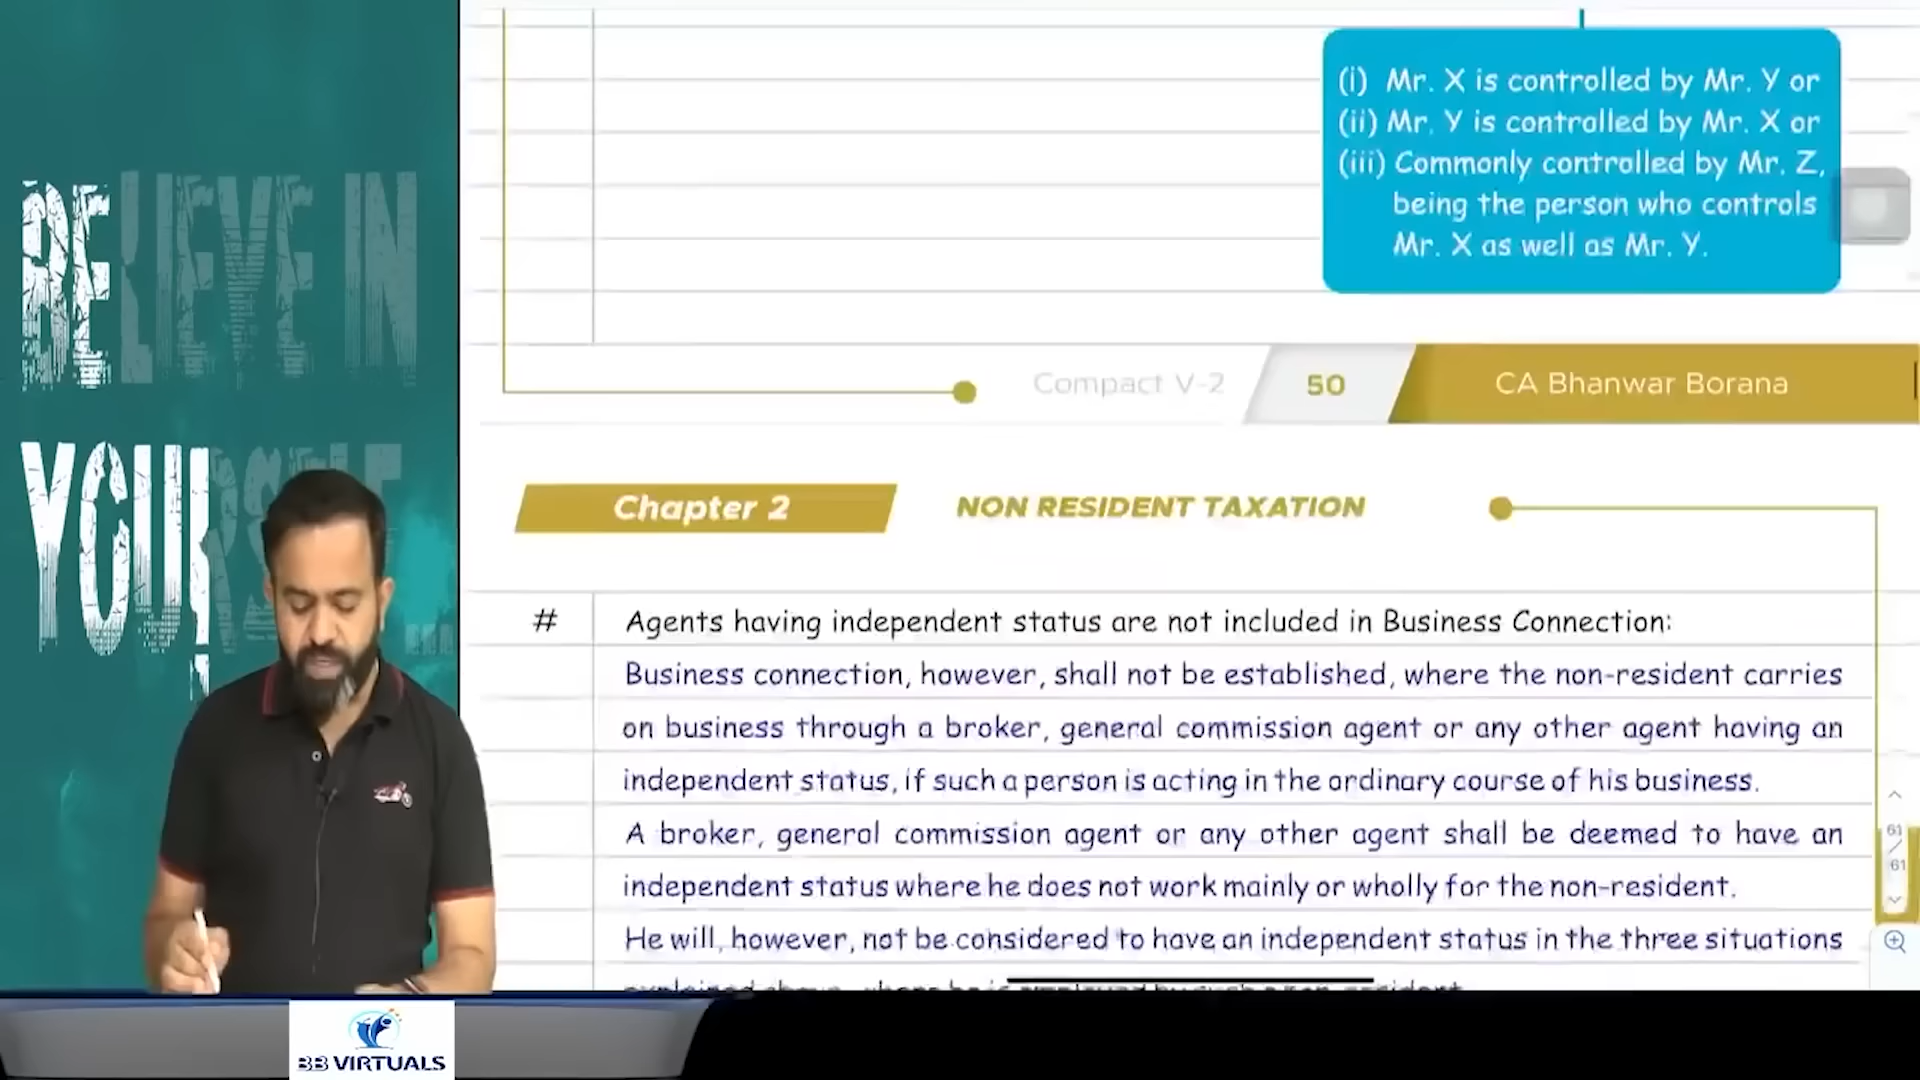 BELIEVE IN
(i) Mr. X is controlled by Mr. Y or
(ii) Mr. Y is controlled by Mr. X or
(iii) Commonly controlled by Mr. Z,
being the person who controls
Mr. X as well as Mr. Y.
Compact V-2
50
CA Bhanwar Borana
Chapter 2
NON RESIDENT TAXATION
# Agents having independent status are not included in Business Connection:
Business connection, however, shall not be established, where the non-resident carries
on business through a broker, general commission agent or any other agent having an
independent status, if such a person is acting in the ordinary course of his business.
A broker, general commission agent or any other agent shall be deemed to have an
independent status where he does not work mainly or wholly for the non-resident.
He will, however, not be considered to have an independent status in the three situations
61
/
61
BB VIRTUALS